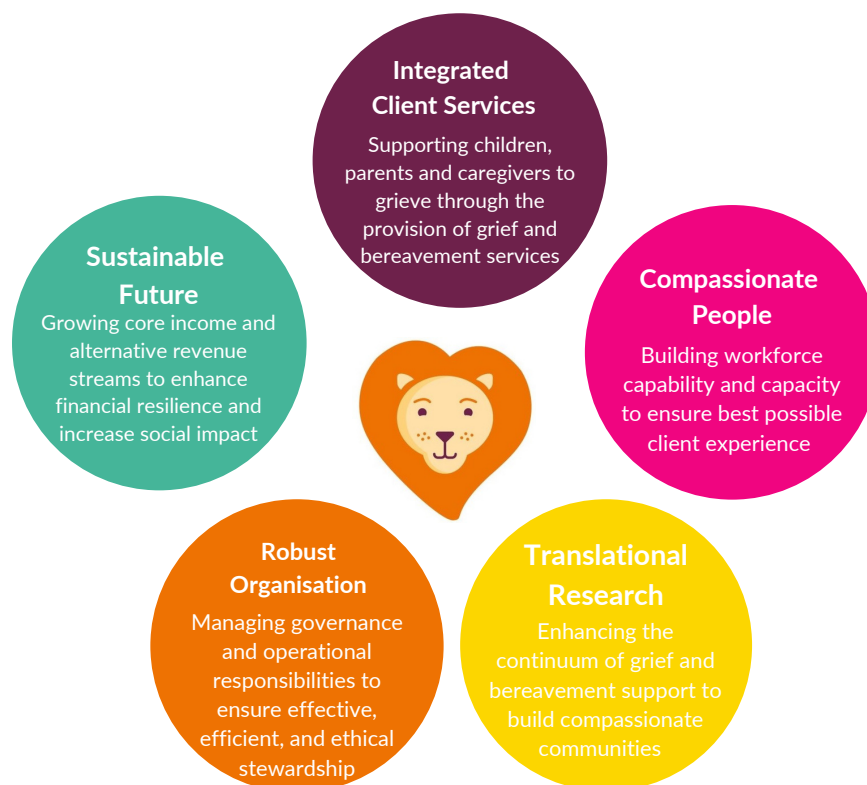 Integrated
Client Services
Supporting children,
parents and caregivers to
grieve through the
provision of grief and
bereavement services
Compassionate
People
Building workforce
capability and capacity
to ensure best possible
client experience
Translational
Research
Enhancing the
continuum of grief and
bereavement support to
build compassionate
communities
Robust
Organisation
Managing governance
and operational
responsibilities to
ensure effective,
efficient, and ethical
stewardship
Sustainable
Future
Growing core income and
alternative revenue
streams to enhance
financial resilience and
increase social impact